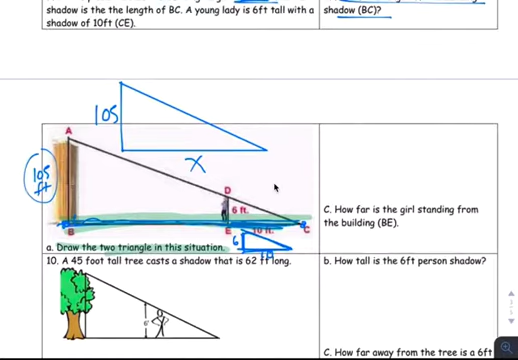 shadow is the the length of BC. A young lady is 6ft tall with a
shadow of 10ft (CE).
shadow (BC)?
105
x
A
105
ft
D
6 ft.
B
E
10 ft.
C
C. How far is the girl standing from
the building (BE).
6
10
a. Draw the two triangle in this situation.
10. A 45 foot tall tree casts a shadow that is 62 ft long.
b. How tall is the 6ft person shadow?
6'
C. How far away from the tree is a 6ft